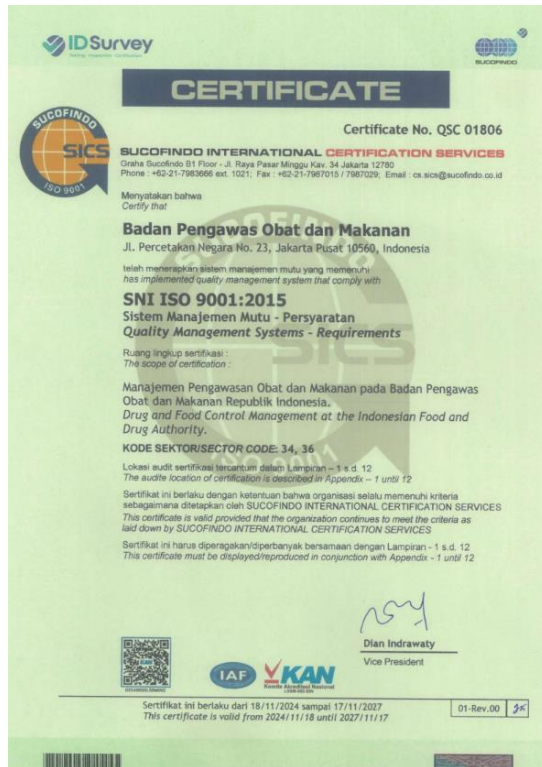 IDSurvey
SUCOFINDO
CERTIFICATE
Certificate No. QSC 01806
SUCOFINDO
SICS
ISO 9001
SUCOFINDO INTERNATIONAL CERTIFICATION SERVICES
Graha Sucofindo B1 Floor - Jl. Raya Pasar Minggu Kav. 34 Jakarta 12780
Phone : +62-21-7983666 ext. 1021; Fax : +62-21-7987015 / 7987029; Email : cs.sics@sucofindo.co.id
Menyatakan bahwa
Certify that
Badan Pengawas Obat dan Makanan
Jl. Percetakan Negara No. 23, Jakarta Pusat 10560, Indonesia
telah menerapkan sistem manajemen mutu yang memenuhi
has implemented quality management system that comply with
SNI ISO 9001:2015
Sistem Manajemen Mutu - Persyaratan
Quality Management Systems - Requirements
Ruang lingkup sertifikasi :
The scope of certification :
Manajemen Pengawasan Obat dan Makanan pada Badan Pengawas
Obat dan Makanan Republik Indonesia.
Drug and Food Control Management at the Indonesian Food and
Drug Authority.
KODE SEKTOR/SECTOR CODE: 34, 36
Lokasi audit sertifikasi tercantum dalam Lampiran – 1 s.d. 12
The audite location of certification is described in Appendix – 1 until 12
Sertifikat ini berlaku dengan ketentuan bahwa organisasi selalu memenuhi kriteria
sebagaimana ditetapkan oleh SUCOFINDO INTERNATIONAL CERTIFICATION SERVICES
This certificate is valid provided that the organization continues to meet the criteria as
laid down by SUCOFINDO INTERNATIONAL CERTIFICATION SERVICES
Sertifikat ini harus diperagakan/diperbanyak bersamaan dengan Lampiran - 1 s.d. 12
This certificate must be displayed/reproduced in conjunction with Appendix - 1 until 12
Dian Indrawaty
Vice President
IAF
KAN
Komite Akreditasi Nasional
Sertifikat ini berlaku dari 18/11/2024 sampai 17/11/2027
This certificate is valid from 2024/11/18 until 2027/11/17
01-Rev.00